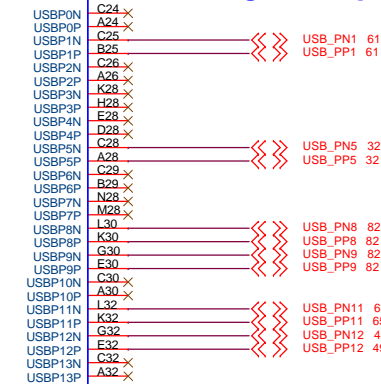 USBP0N C24
USBP0P A24
USBP1N C25 USB_PN1 61
USBP1P B25 USB_PP1 61
USBP2N C26
USBP2P A26
USBP3N K28
USBP3P H28
USBP4N E28
USBP4P D28
USBP5N C28 USB_PN5 32
USBP5P A28 USB_PP5 32
USBP6N C29
USBP6P B29
USBP7N N28
USBP7P M28
USBP8N L30 USB_PN8 82
USBP8P K30 USB_PP8 82
USBP9N G30 USB_PN9 82
USBP9P E30 USB_PP9 82
USBP10N C30
USBP10P A30
USBP11N L32 USB_PN11
USBP11P K32 USB_PP11
USBP12N G32 USB_PN12
USBP12P E32 USB_PP12
USBP13N C32
USBP13P A32